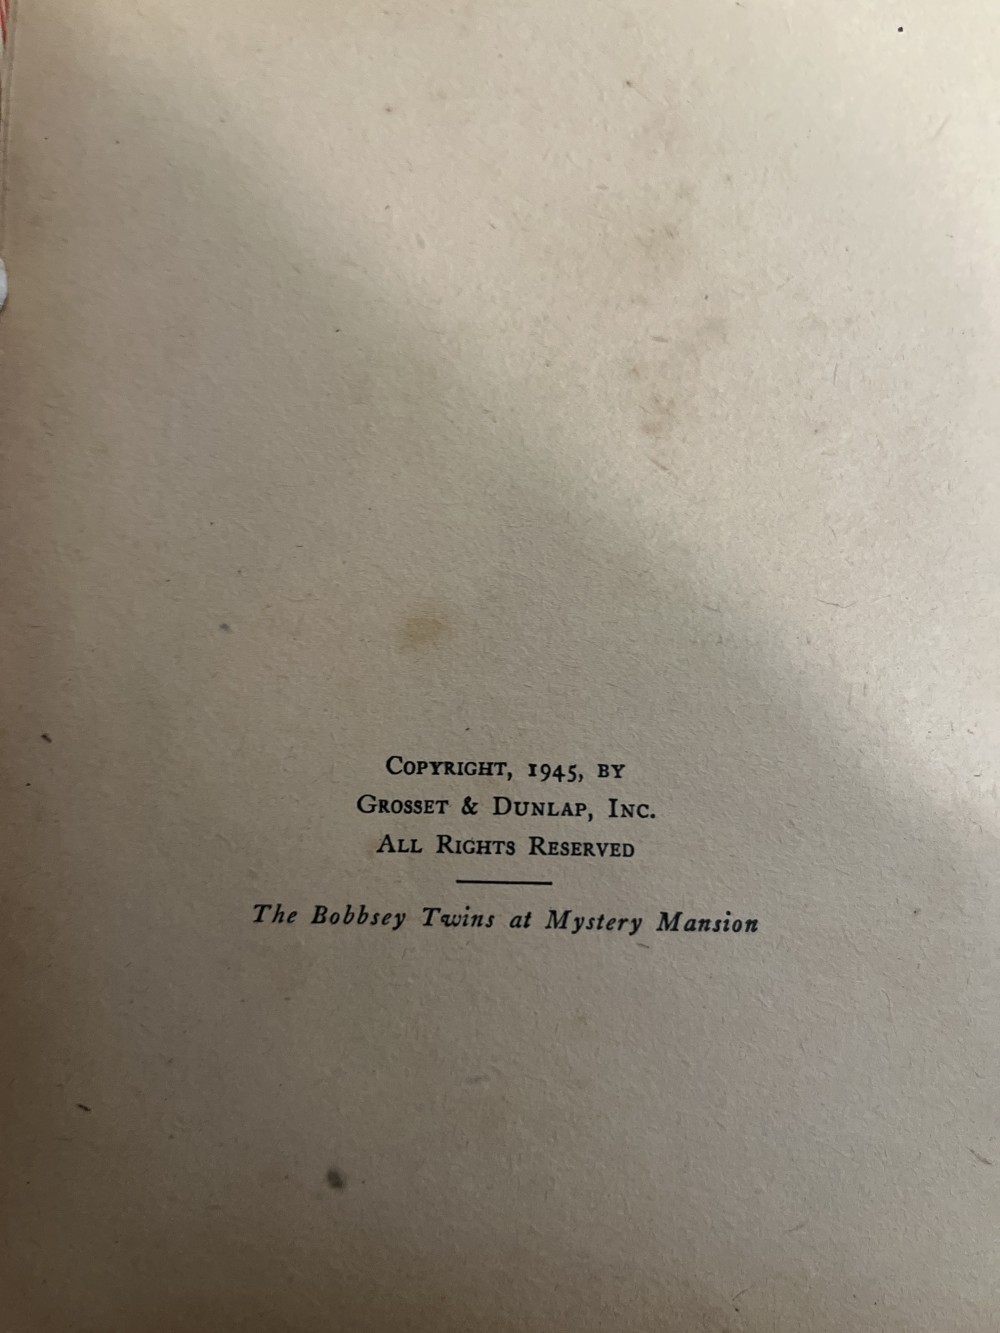 Copyright, 1945, by
Grosset & Dunlap, Inc.
All Rights Reserved
The Bobbsey Twins at Mystery Mansion